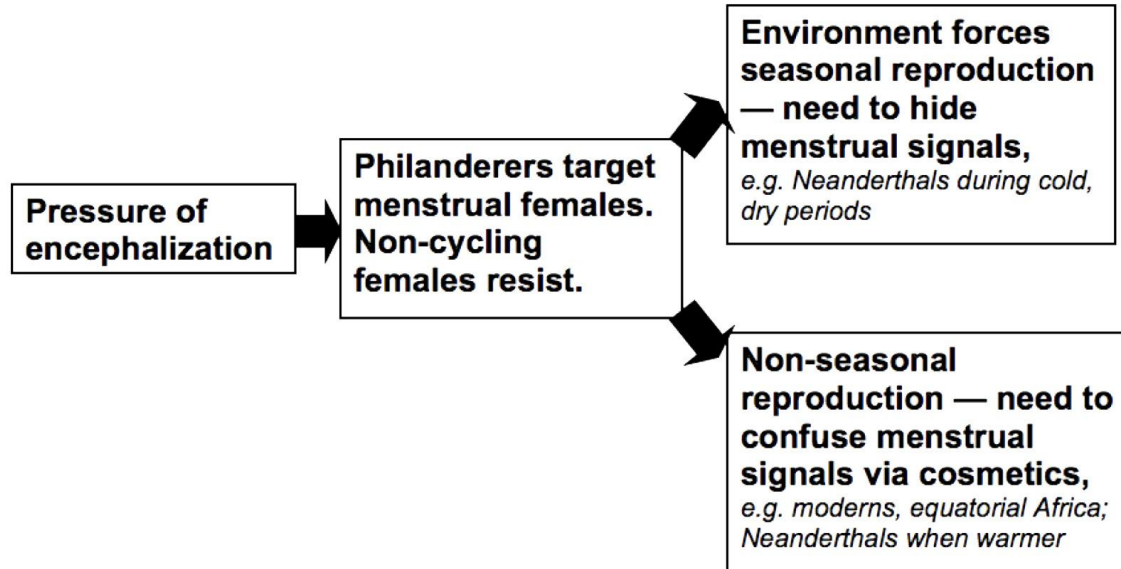 Pressure of
encephalization
Philanderers target
menstrual females.
Non-cycling
females resist.
Environment forces
seasonal reproduction
— need to hide
menstrual signals,
e.g. Neanderthals during cold,
dry periods
Non-seasonal
reproduction — need to
confuse menstrual
signals via cosmetics,
e.g. moderns, equatorial Africa;
Neanderthals when warmer